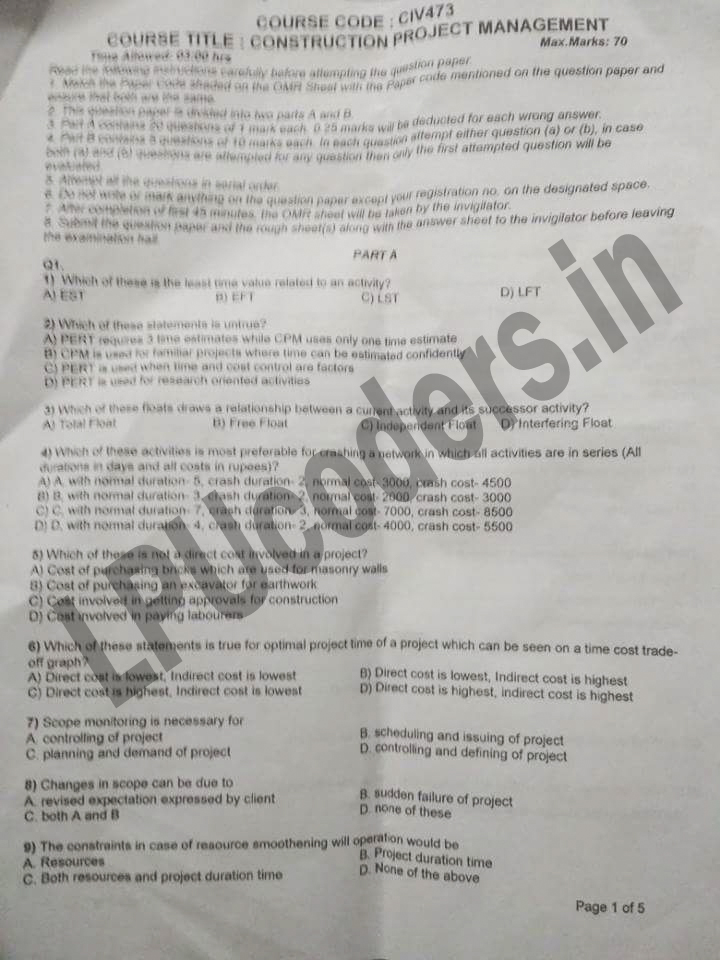 COURSE CODE : CIV473
COURSE TITLE : CONSTRUCTION PROJECT MANAGEMENT
Time Allowed: 03:00 hrs Max.Marks: 70
Read the following instructions carefully before attempting the question paper.
1. Match the Paper Code shaded on the OMR Sheet with the Paper code mentioned on the question paper and
ensure that both are the same.
2. This question paper is divided into two parts A and B.
3. Part A contains 20 questions of 1 mark each. 0.25 marks will be deducted for each wrong answer.
4. Part B contains 5 questions of 10 marks each. In each question attempt either question (a) or (b), in case
both (a) and (b) questions are attempted for any question then only the first attempted question will be
evaluated.
5. Attempt all the questions in serial order.
6. Do not write or mark anything on the question paper except your registration no. on the designated space.
7. After completion of first 45 minutes, the OMR sheet will be taken by the invigilator.
8. Submit the question paper and the rough sheet(s) along with the answer sheet to the invigilator before leaving
the examination hall.
PART A
Q1.
1) Which of these is the least time value related to an activity?
A) EST B) EFT C) LST D) LFT
2) Which of these statements is untrue?
A) PERT requires 3 time estimates while CPM uses only one time estimate
B) CPM is used for familiar projects where time can be estimated confidently
C) PERT is used when time and cost control are factors
D) PERT is used for research oriented activities
3) Which of these floats draws a relationship between a current activity and its successor activity?
A) Total Float B) Free Float C) Independent Float D) Interfering Float
4) Which of these activities is most preferable for crashing a network in which all activities are in series (All
durations in days and all costs in rupees)?
A) A, with normal duration- 5, crash duration- 2, normal cost-3000, crash cost- 4500
B) B, with normal duration- 3, crash duration- 2, normal cost- 2000, crash cost- 3000
C) C, with normal duration- 7, crash duration- 2, normal cost- 7000, crash cost- 8500
D) D, with normal duration- 4, crash duration- 2, normal cost- 4000, crash cost- 5500
5) Which of these is not a direct cost involved in a project?
A) Cost of purchasing bricks which are used for masonry walls
B) Cost of purchasing an excavator for earthwork
C) Cost involved in getting approvals for construction
D) Cost involved in paying labourers
6) Which of these statements is true for optimal project time of a project which can be seen on a time cost trade-
off graph?
A) Direct cost is lowest, Indirect cost is lowest B) Direct cost is lowest, Indirect cost is highest
C) Direct cost is highest, Indirect cost is lowest D) Direct cost is highest, indirect cost is highest
7) Scope monitoring is necessary for
A. controlling of project B. scheduling and issuing of project
C. planning and demand of project D. controlling and defining of project
8) Changes in scope can be due to
A. revised expectation expressed by client B. sudden failure of project
C. both A and B D. none of these
9) The constraints in case of resource smoothening will operation would be
A. Resources B. Project duration time
C. Both resources and project duration time D. None of the above
Page 1 of 5
LPUcoders.in